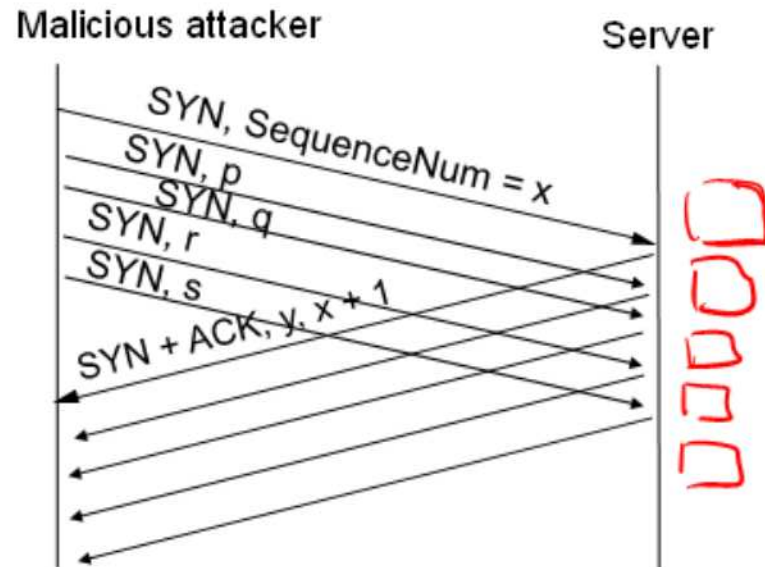 Malicious attacker
Server
SYN, SequenceNum = x
SYN, p
SYN, q
SYN, r
SYN, s
SYN + ACK, y, x + 1